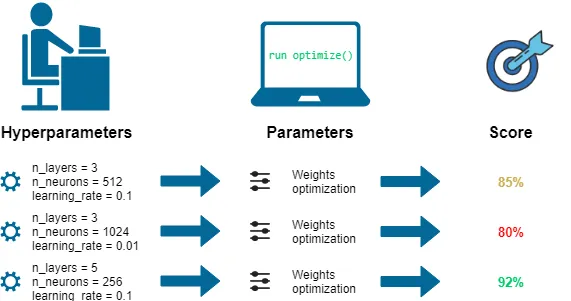 run optimize()
Hyperparameters
Parameters
Score
n_layers = 3
n_neurons = 512
learning_rate = 0.1
Weights
optimization
85%
n_layers = 3
n_neurons = 1024
learning_rate = 0.01
Weights
optimization
80%
n_layers = 5
n_neurons = 256
learning_rate = 0.1
Weights
optimization
92%